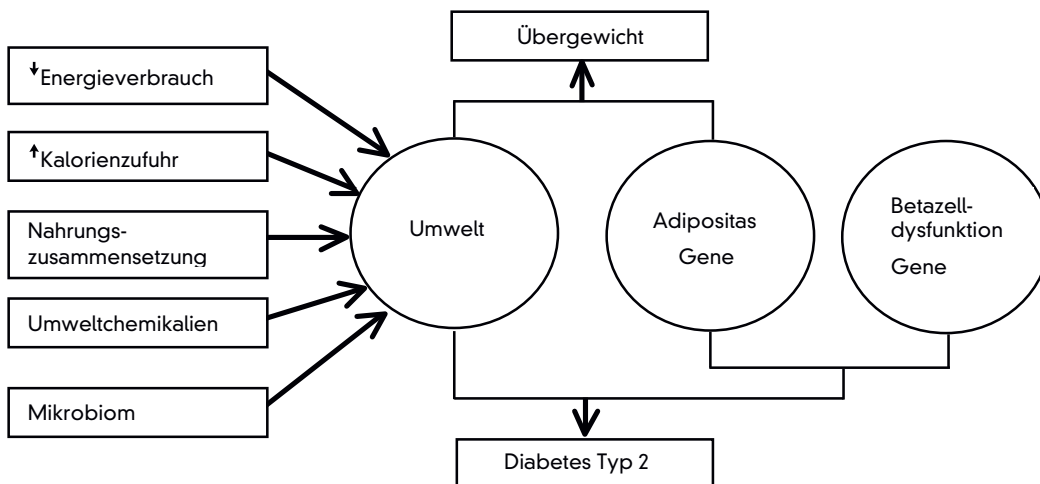 Übergewicht
↓Energieverbrauch
↑Kalorienzufuhr
Nahrungs-
zusammensetzung
Umweltchemikalien
Mikrobiom
Umwelt
Adipositas
Gene
Betazell-
dysfunktion
Gene
Diabetes Typ 2